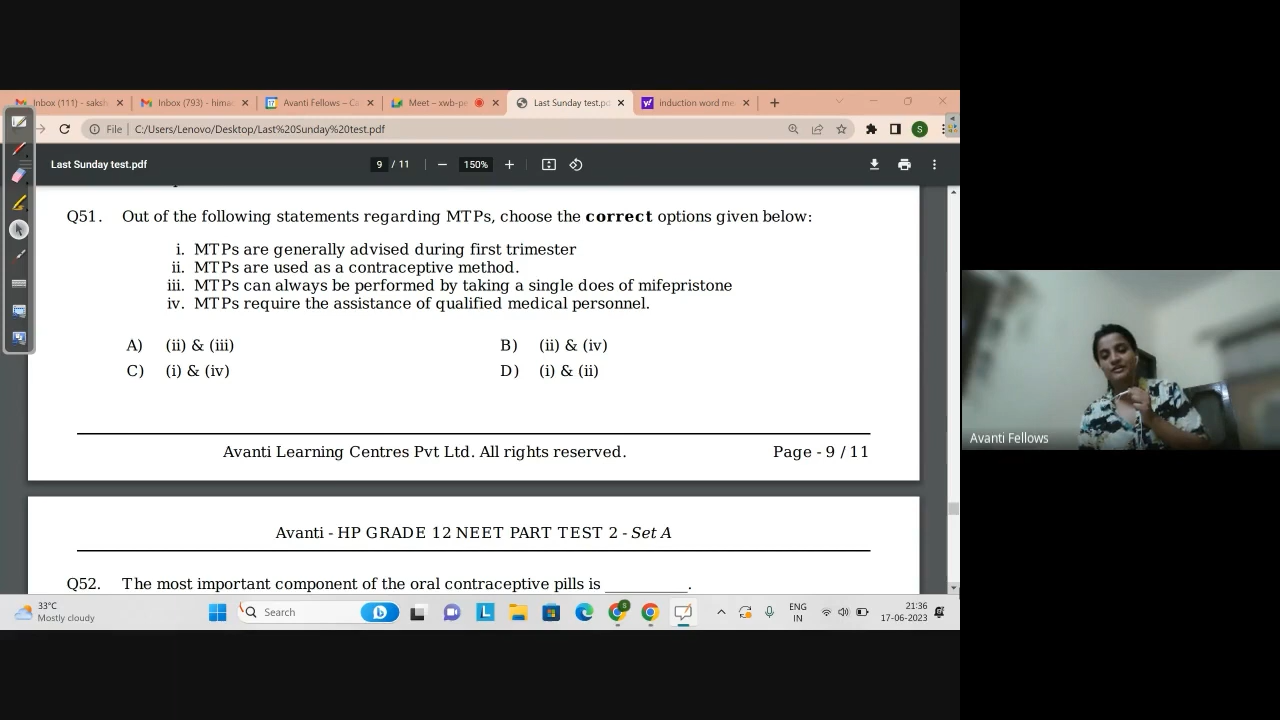 Inbox (111) - saksh
Inbox (793) - hima
Avanti Fellows – Ca
Meet – xwb-pe
Last Sunday test.pd
induction word me
File
C:/Users/Lenovo/Desktop/Last%20Sunday%20test.pdf
S
Last Sunday test.pdf
9 / 11
150%
Q51. Out of the following statements regarding MTPs, choose the correct options given below:
i. MTPs are generally advised during first trimester
ii. MTPs are used as a contraceptive method.
iii. MTPs can always be performed by taking a single does of mifepristone
iv. MTPs require the assistance of qualified medical personnel.
A) (ii) & (iii) B) (ii) & (iv)
C) (i) & (iv) D) (i) & (ii)
Avanti Learning Centres Pvt Ltd. All rights reserved. Page - 9 / 11
Avanti - HP GRADE 12 NEET PART TEST 2 - Set A
Q52. The most important component of the oral contraceptive pills is ___________.
Avanti Fellows
33°C
Mostly cloudy
Search
ENG
IN
21:36
17-06-2023